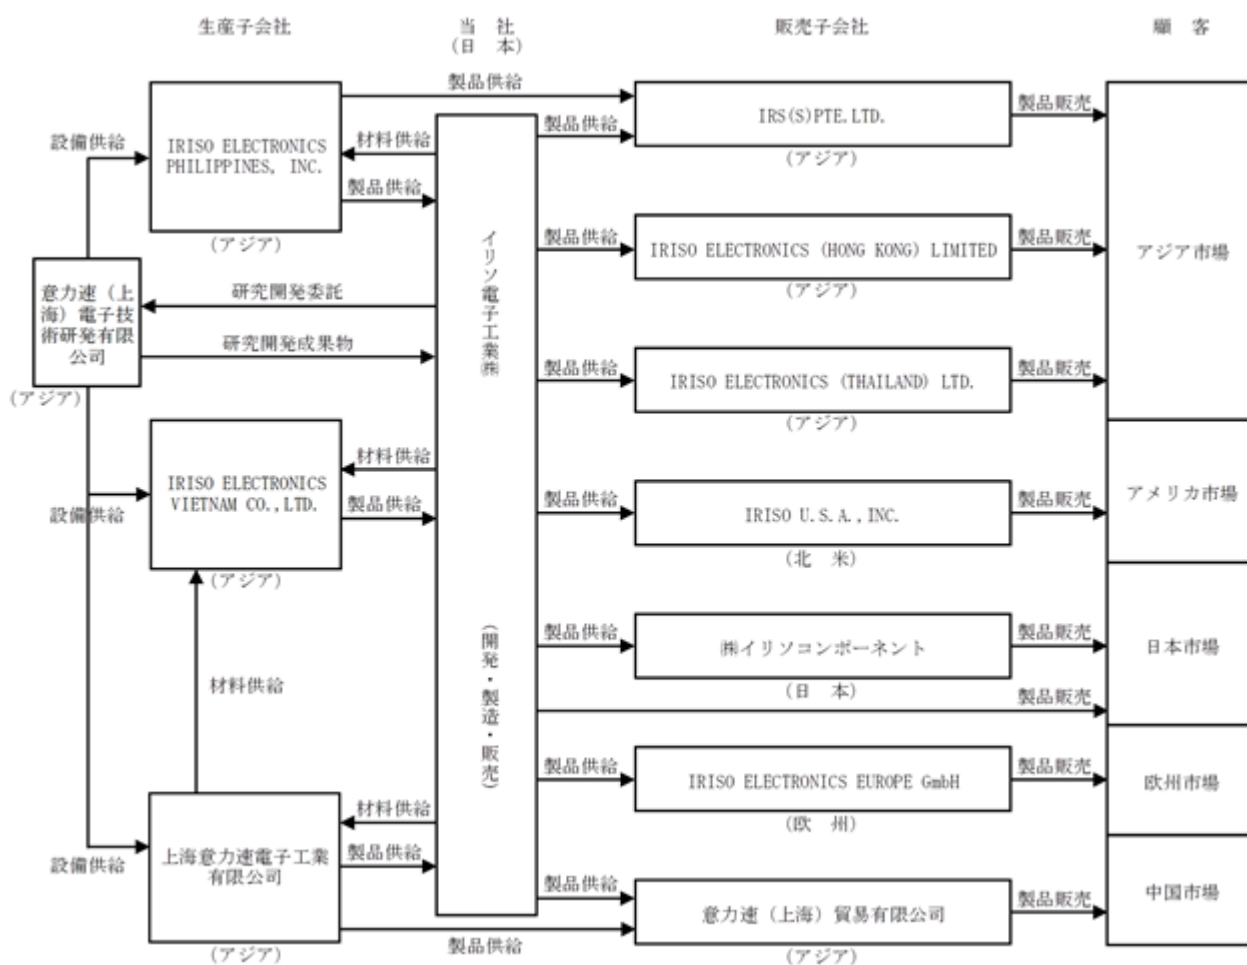 生産子会社
当　社
(日　本)
販売子会社
顧　客
製品供給
設備供給
IRISO ELECTRONICS
PHILIPPINES, INC.
(アジア)
材料供給
製品供給
製品供給
IRS(S)PTE.LTD.
(アジア)
製品販売
意力速（上
海）電子技
術研発有限
公司
(アジア)
研究開発委託
研究開発成果物
イリソ電子工業㈱
(開発・製造・販売)
製品供給
IRISO ELECTRONICS (HONG KONG) LIMITED
(アジア)
製品販売
アジア市場
製品供給
IRISO ELECTRONICS (THAILAND) LTD.
(アジア)
製品販売
設備供給
IRISO ELECTRONICS
VIETNAM CO.,LTD.
(アジア)
材料供給
製品供給
製品供給
IRISO U.S.A.,INC.
(北　米)
製品販売
アメリカ市場
材料供給
製品供給
㈱イリソコンポーネント
(日　本)
製品販売
日本市場
製品販売
製品供給
IRISO ELECTRONICS EUROPE GmbH
(欧　州)
製品販売
欧州市場
設備供給
上海意力速電子工業
有限公司
(アジア)
材料供給
製品供給
製品供給
製品供給
意力速（上海）貿易有限公司
(アジア)
製品販売
中国市場